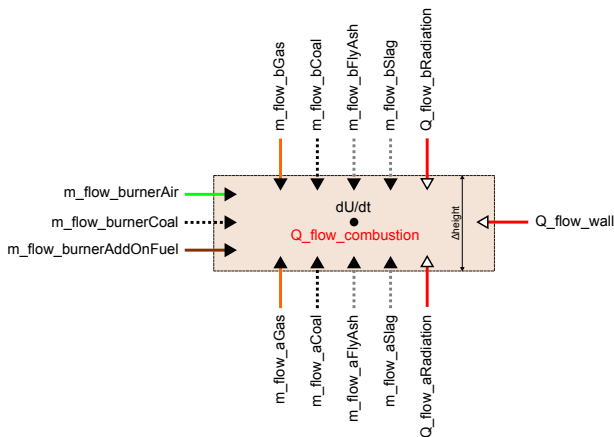 m_flow_bGas
m_flow_bCoal
m_flow_bFlyAsh
m_flow_bSlag
Q_flow_bRadiation
m_flow_burnerAir
m_flow_burnerCoal
m_flow_burnerAddOnFuel
dU/dt
Q_flow_combustion
Δheight
Q_flow_wall
m_flow_aGas
m_flow_aCoal
m_flow_aFlyAsh
m_flow_aSlag
Q_flow_aRadiation